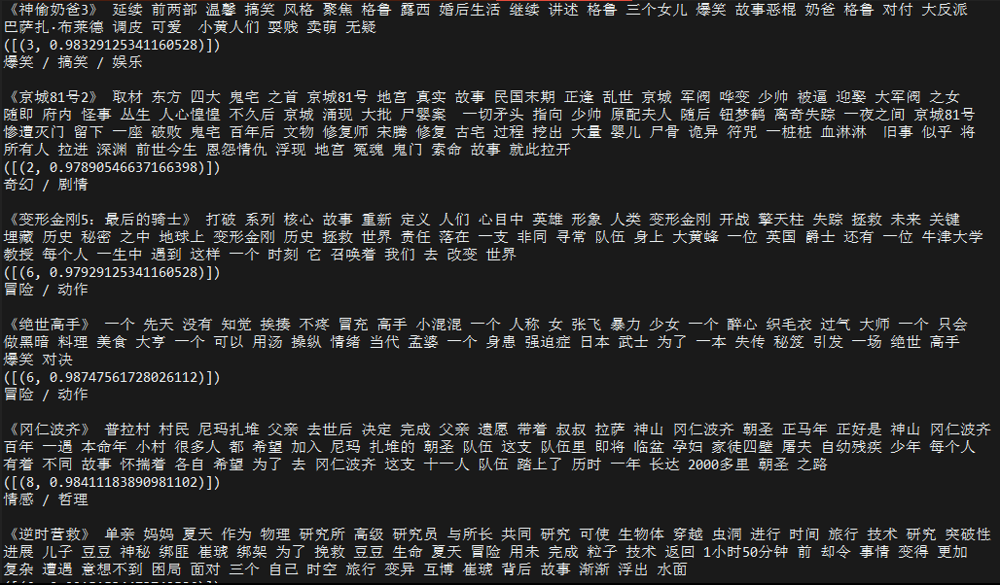 《神偷奶爸3》 延续 前两部 温馨 搞笑 风格 聚焦 格鲁 露西 婚后生活 继续 讲述 格鲁 三个女儿 爆笑 故事恶棍 奶爸 格鲁 对付 大反派
巴萨扎·布莱德 调皮 可爱  小黄人们 耍贱 卖萌 无疑
([(3, 0.98329125341160528)])
爆笑 / 搞笑 / 娱乐
《京城81号2》 取材 东方 四大 鬼宅 之首 京城81号 地宫 真实 故事 民国末期 正逢 乱世 京城 军阀 哗变 少帅 被逼 迎娶 大军阀 之女
随即 府内 怪事 丛生 人心惶惶 不久后 京城 涌现 大批 尸婴案  一切矛头 指向 少帅 原配夫人 随后 钮梦鹤 离奇失踪 一夜之间 京城81号
惨遭灭门 留下 一座 破败 鬼宅 百年后 文物 修复师 宋腾 修复 古宅 过程 挖出 大量 婴儿 尸骨 诡异 符咒 一桩桩 血淋淋  旧事 似乎 将
所有人 拉进 深渊 前世今生 恩怨情仇 浮现 地宫 冤魂 鬼门 索命 故事 就此拉开
([(2, 0.97890546637166398)])
奇幻 / 剧情
《变形金刚5：最后的骑士》 打破 系列 核心 故事 重新 定义 人们 心目中 英雄 形象 人类 变形金刚 开战 擎天柱 失踪 拯救 未来 关键
埋藏 历史 秘密 之中 地球上 变形金刚 历史 拯救 世界 责任 落在 一支 非同 寻常 队伍 身上 大黄蜂 一位 英国 爵士 还有 一位 牛津大学
教授 每个人 一生中 遇到 这样 一个 时刻 它 召唤着 我们 去 改变 世界
([(6, 0.97929125341160528)])
冒险 / 动作
《绝世高手》 一个 先天 没有 知觉 挨揍 不疼 冒充 高手 小混混 一个 人称 女 张飞 暴力 少女 一个 醉心 织毛衣 过气 大师 一个 只会
做黑暗 料理 美食 大亨 一个 可以 用汤 操纵 情绪 当代 孟婆 一个 身患 强迫症 日本 武士 为了 一本 失传 秘笈 引发 一场 绝世 高手
爆笑 对决
([(6, 0.98747561728026112)])
冒险 / 动作
《冈仁波齐》 普拉村 村民 尼玛扎堆 父亲 去世后 决定 完成 父亲 遗愿 带着 叔叔 拉萨 神山 冈仁波齐 朝圣 正马年 正好是 神山 冈仁波齐
百年 一遇 本命年 小村 很多人 都 希望 加入 尼玛 扎堆的 朝圣 队伍 这支 队伍里 即将 临盆 孕妇 家徒四壁 屠夫 自幼残疾 少年 每个人
有着 不同 故事 怀揣着 各自 希望 为了 去 冈仁波齐 这支 十一人 队伍 踏上了 历时 一年 长达 2000多里 朝圣 之路
([(8, 0.98411183890981102)])
情感 / 哲理
《逆时营救》 单亲 妈妈 夏天 作为 物理 研究所 高级 研究员 与所长 共同 研究 可使 生物体 穿越 虫洞 进行 时间 旅行 技术 研究 突破性
进展 儿子 豆豆 神秘 绑匪 崔琥 绑架 为了 挽救 豆豆 生命 夏天 冒险 用未 完成 粒子 技术 返回 1小时50分钟 前 却令 事情 变得 更加
复杂 遭遇 意想不到 困局 面对 三个 自己 时空 旅行 变异 互博 崔琥 背后 故事 渐渐 浮出 水面